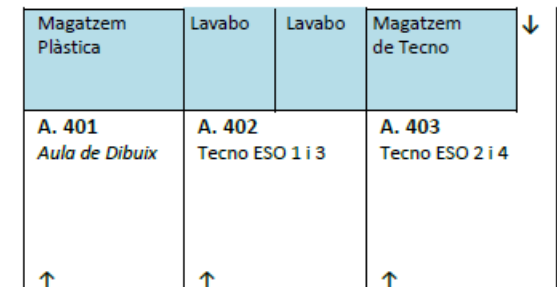 Magatzem
Plàstica
Lavabo
Lavabo
Magatzem
de Tecno
↓
A. 401
Aula de Dibuix
A. 402
Tecno ESO 1 i 3
A. 403
Tecno ESO 2 i 4
↑
↑
↑